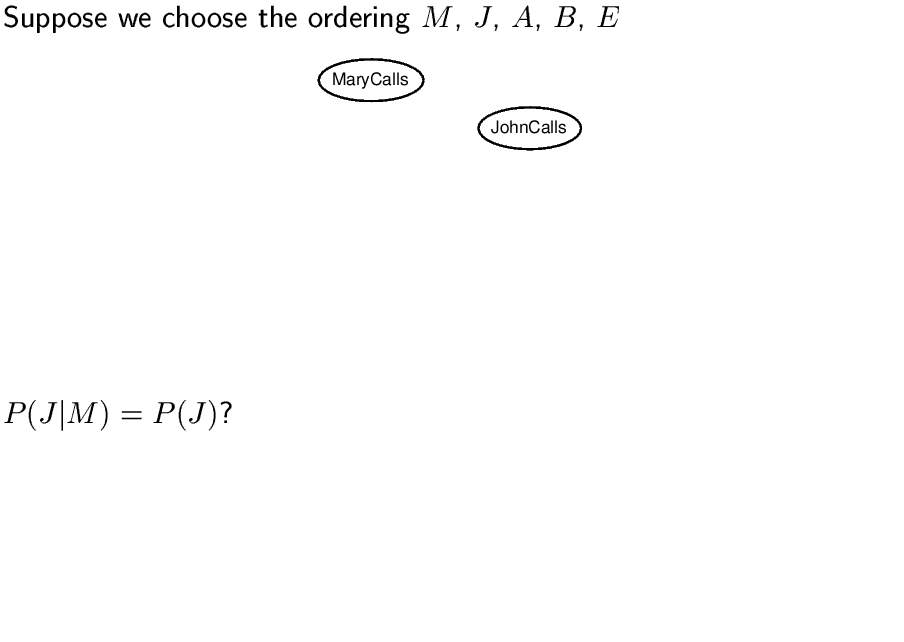 Suppose we choose the ordering M, J, A, B, E
MaryCalls
JohnCalls
P(J|M) = P(J)?